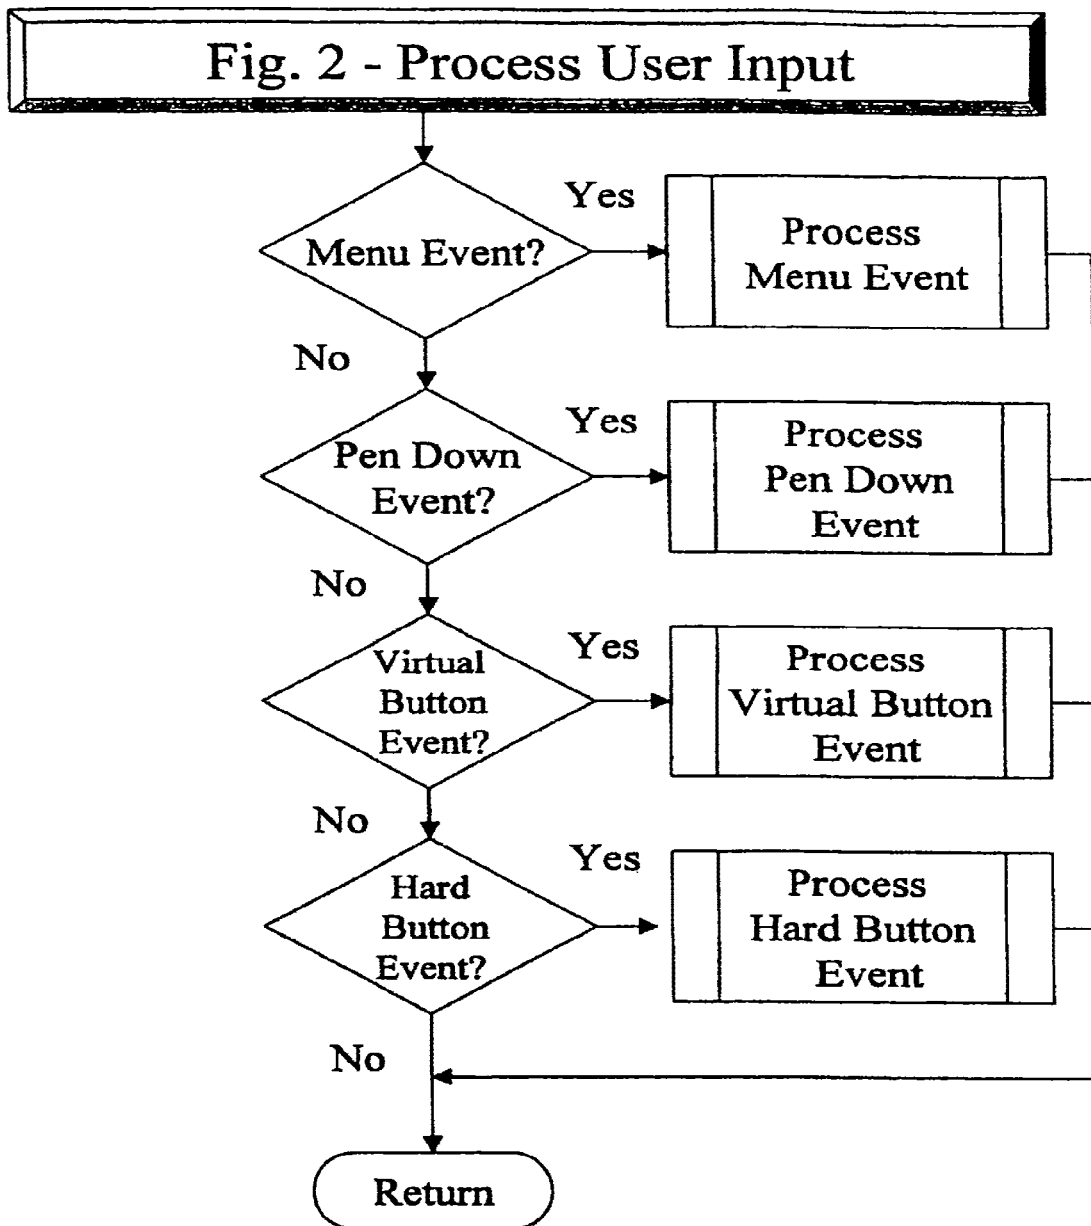 Fig. 2 - Process User Input
Menu Event?
Yes
Process
Menu Event
No
Pen Down
Event?
Yes
Process
Pen Down
Event
No
Virtual
Button
Event?
Yes
Process
Virtual Button
Event
No
Hard
Button
Event?
Yes
Process
Hard Button
Event
No
Return